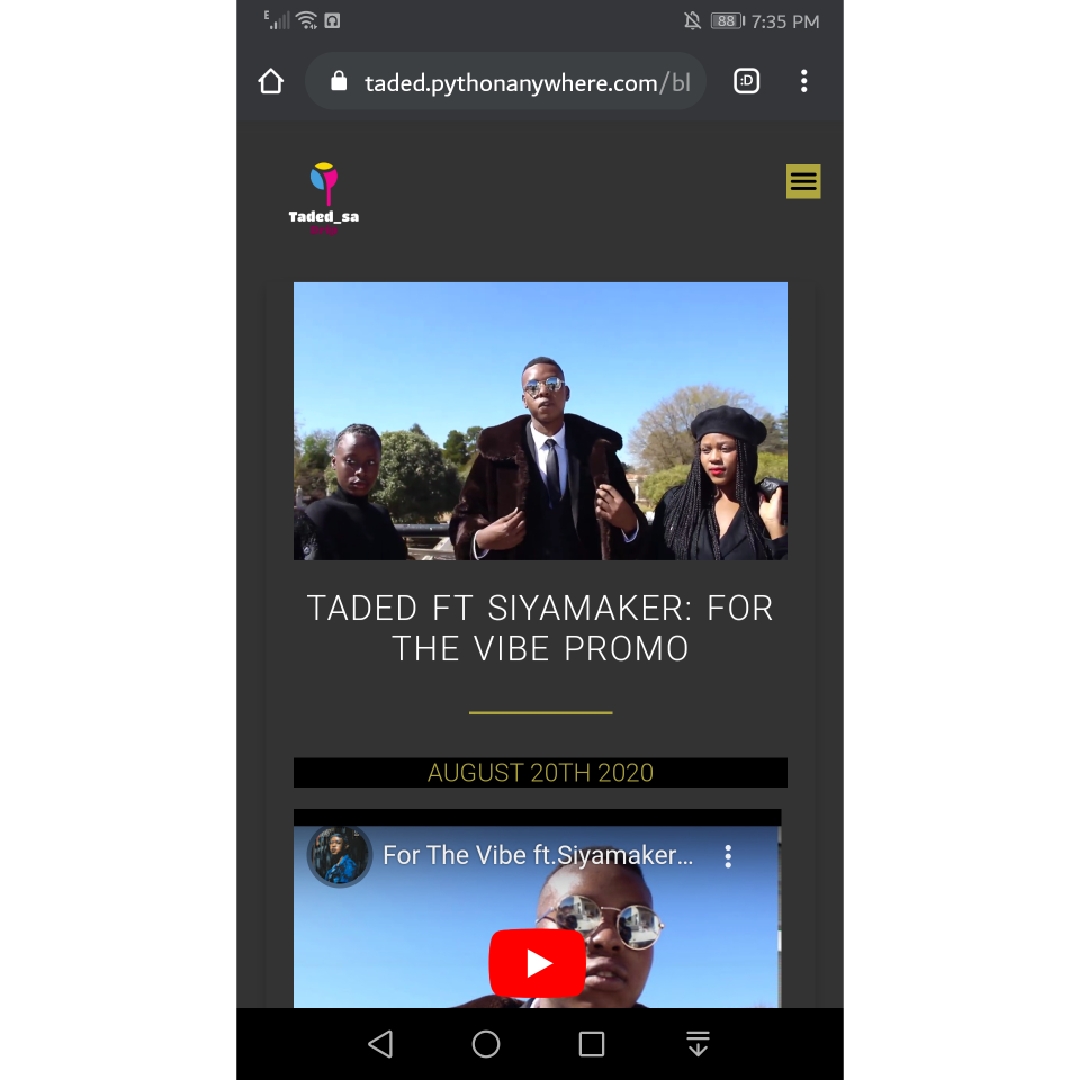 E
88 7:35 PM
taded.pythonanywhere.com/bl
:D
Taded_sa
TADED FT SIYAMAKER: FOR
THE VIBE PROMO
AUGUST 20TH 2020
For The Vibe ft.Siyamaker...